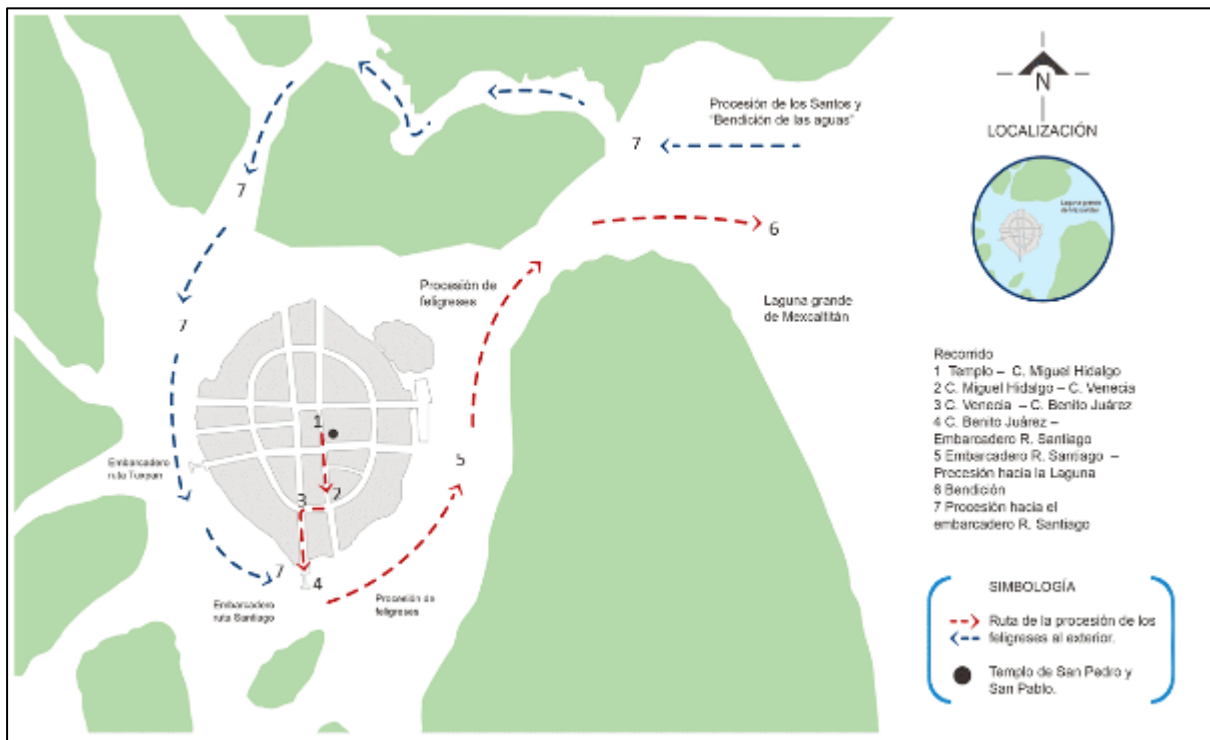 N
LOCALIZACIÓN
Laguna grande
Procesión de los Santos y
"Bendición de las aguas"
7
6
7
Procesión de
feligreses
Laguna grande
de Mexcaltitán
7
1
5
Embarcadero
ruta Tuxpan
2
3
7
4
Embarcadero
ruta Santiago
Procesión de
feligreses
Recorrido
1 Templo – C. Miguel Hidalgo
2 C. Miguel Hidalgo – C. Venecia
3 C. Venecia – C. Benito Juárez
4 C. Benito Juárez –
Embarcadero R. Santiago
5 Embarcadero R. Santiago –
Precesión hacia la Laguna
6 Bendición
7 Procesión hacia el
embarcadero R. Santiago
SIMBOLOGÍA
Ruta de la procesión de los
feligreses al exterior.
Templo de San Pedro y
San Pablo.